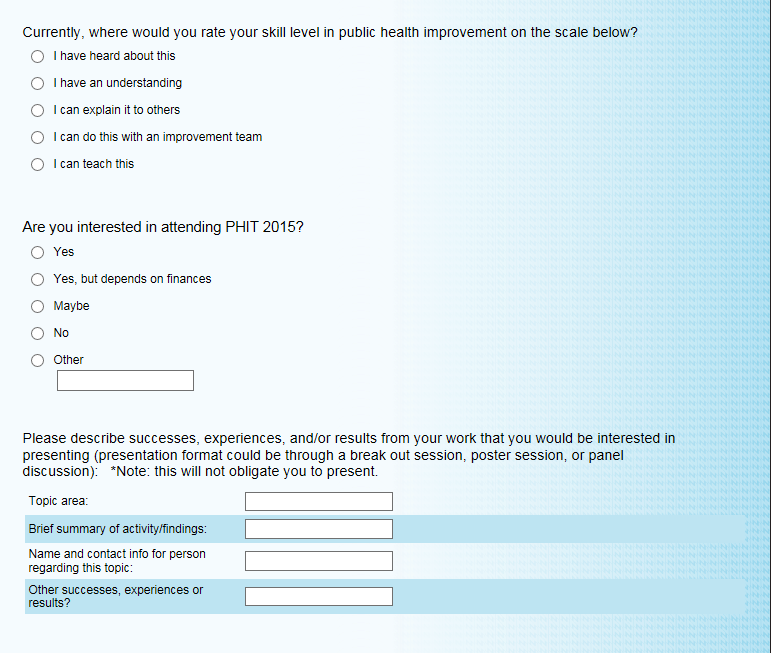 Currently, where would you rate your skill level in public health improvement on the scale below?
I have heard about this
I have an understanding
I can explain it to others
I can do this with an improvement team
I can teach this
Are you interested in attending PHIT 2015?
Yes
Yes, but depends on finances
Maybe
No
Other
Please describe successes, experiences, and/or results from your work that you would be interested in
presenting (presentation format could be through a break out session, poster session, or panel
discussion):   *Note: this will not obligate you to present.
Topic area:
Brief summary of activity/findings:
Name and contact info for person
regarding this topic:
Other successes, experiences or
results?